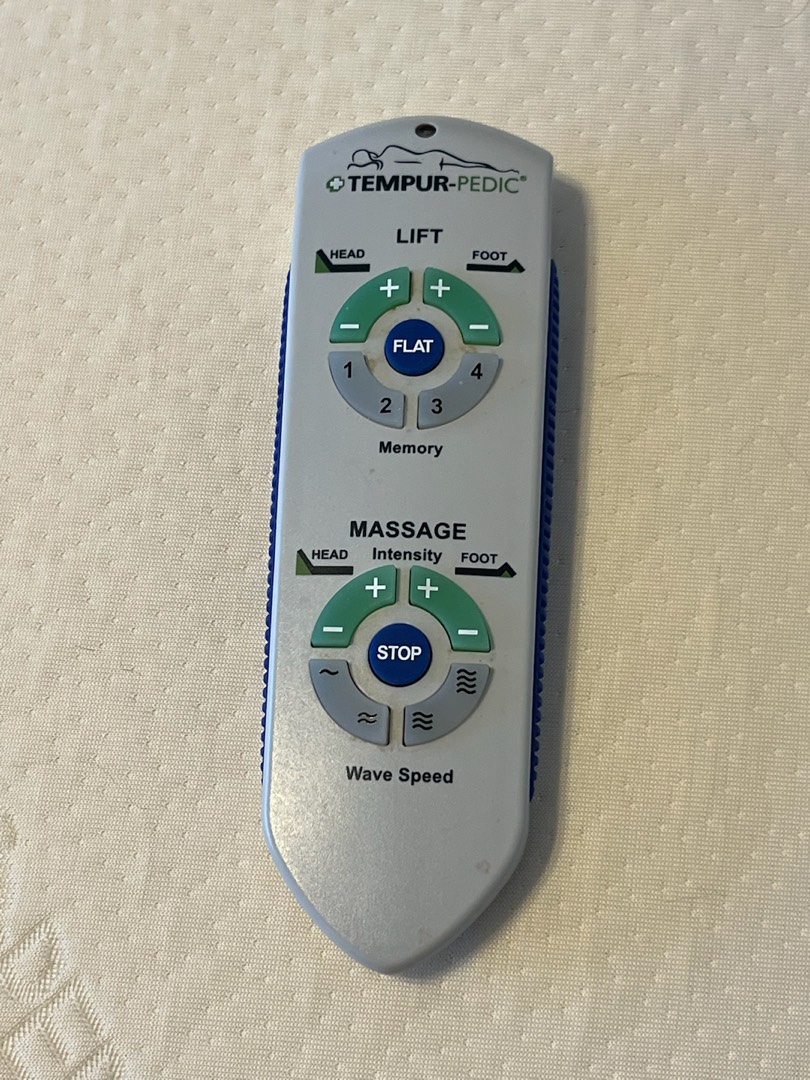 TEMPUR-PEDIC®
LIFT
HEAD FOOT
+ +
− −
FLAT
1 4
2 3
Memory
MASSAGE
HEAD Intensity FOOT
+ +
− −
STOP
Wave Speed